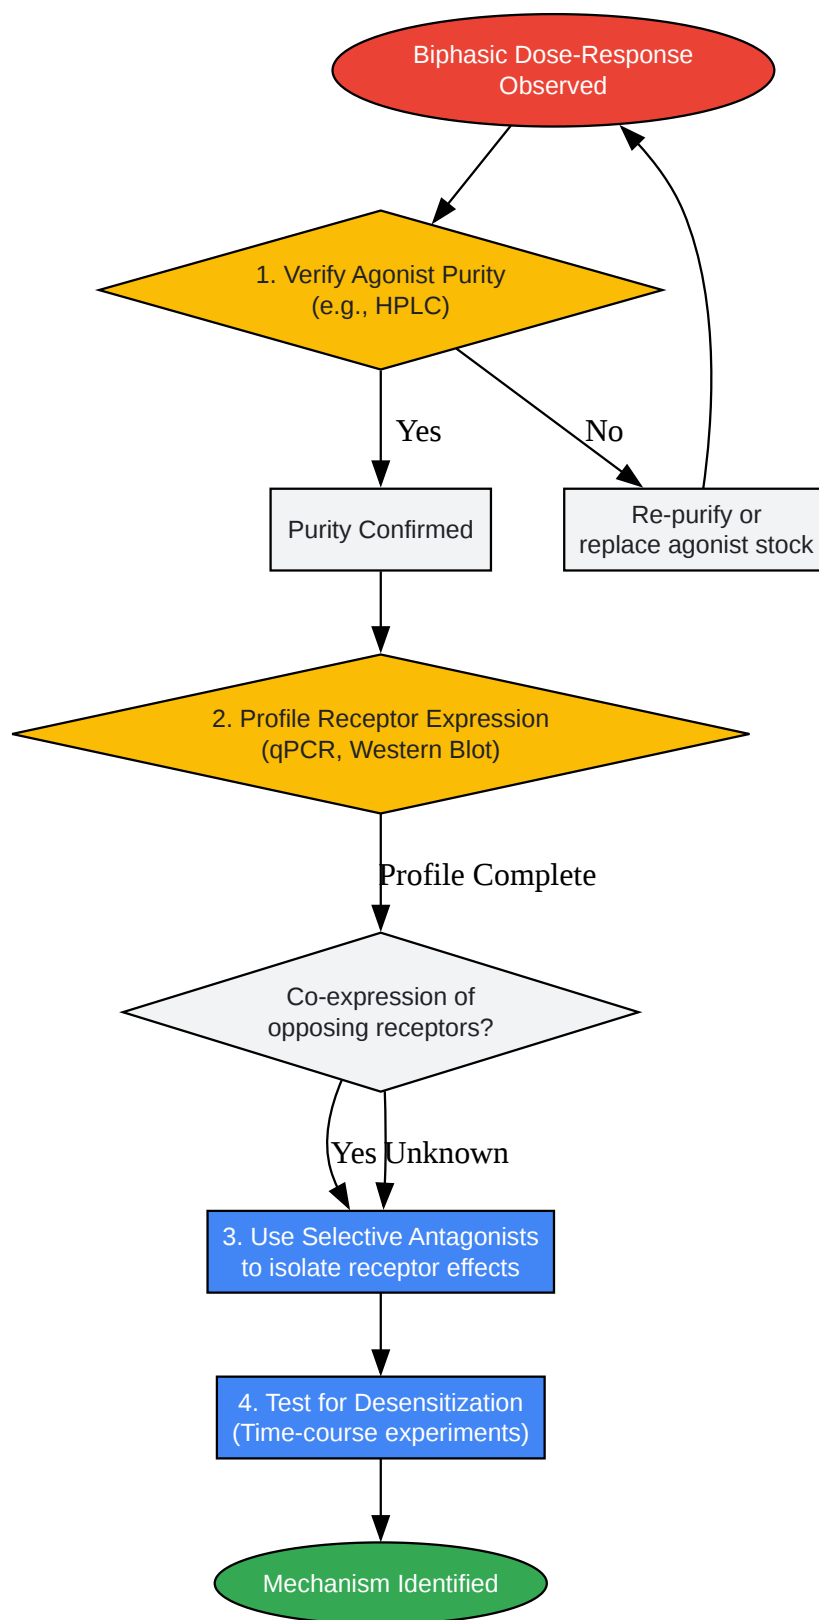 Biphasic Dose-Response
Observed
1. Verify Agonist Purity
(e.g., HPLC)
Yes
No
Purity Confirmed
Re-purify or
replace agonist stock
2. Profile Receptor Expression
(qPCR, Western Blot)
Profile Complete
Co-expression of
opposing receptors?
Yes
Unknown
3. Use Selective Antagonists
to isolate receptor effects
4. Test for Desensitization
(Time-course experiments)
Mechanism Identified